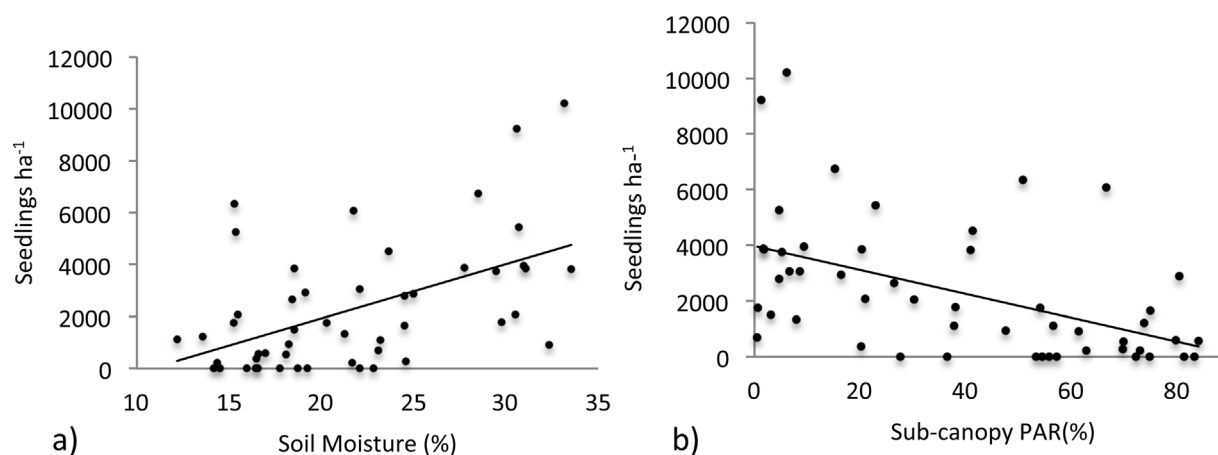 12000
10000
8000
6000
4000
2000
0
Seedlings ha⁻¹
10 15 20 25 30 35
Soil Moisture (%)
a)
12000
10000
8000
6000
4000
2000
0
Seedlings ha-¹
0 20 40 60 80
Sub-canopy PAR(%)
b)